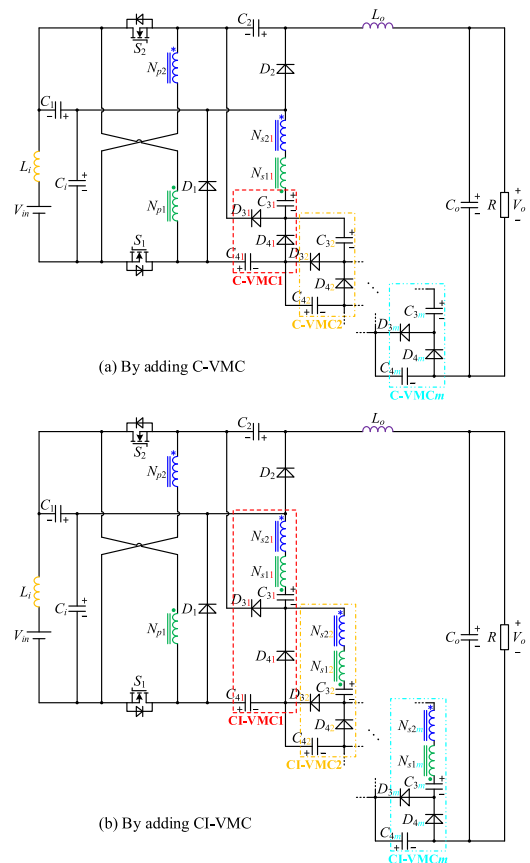 C2
Lo
S2
Np2
D2
C1
Ns21
Li
Ci
D1
Ns11
Vin
Np1
C31
Co
R
Vo
S1
D31
D41
D32
C32
C41
D42
C-VMC1
C42
C-VMC2
C3m
D3m
D4m
C4m
(a) By adding C-VMC
C-VMCm
C2
Lo
S2
Np2
D2
C1
Ns21
Ns11
Li
Ci
D1
C31
Vin
Np1
D31
Ns22
Co
R
Vo
D41
Ns12
S1
C32
C41
D32
D42
Ns2m
CI-VMC1
C42
Ns1m
CI-VMC2
C3m
D3m
D4m
(b) By adding CI-VMC
C4m
CI-VMCm